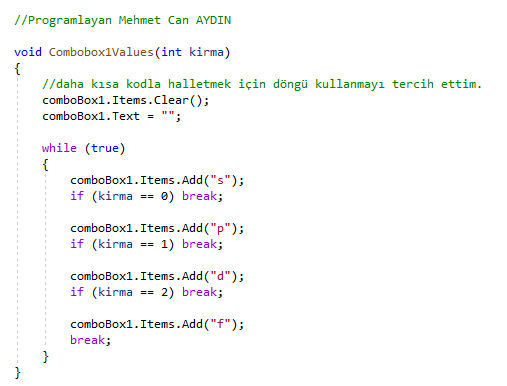 //Programlayan Mehmet Can AYDIN
void Combobox1Values(int kirma)
{
//daha kısa kodla halletmek için döngü kullanmayı tercih ettim.
comboBox1.Items.Clear();
comboBox1.Text = "";
while (true)
{
comboBox1.Items.Add("s");
if (kirma == 0) break;
comboBox1.Items.Add("p");
if (kirma == 1) break;
comboBox1.Items.Add("d");
if (kirma == 2) break;
comboBox1.Items.Add("f");
break;
}
}